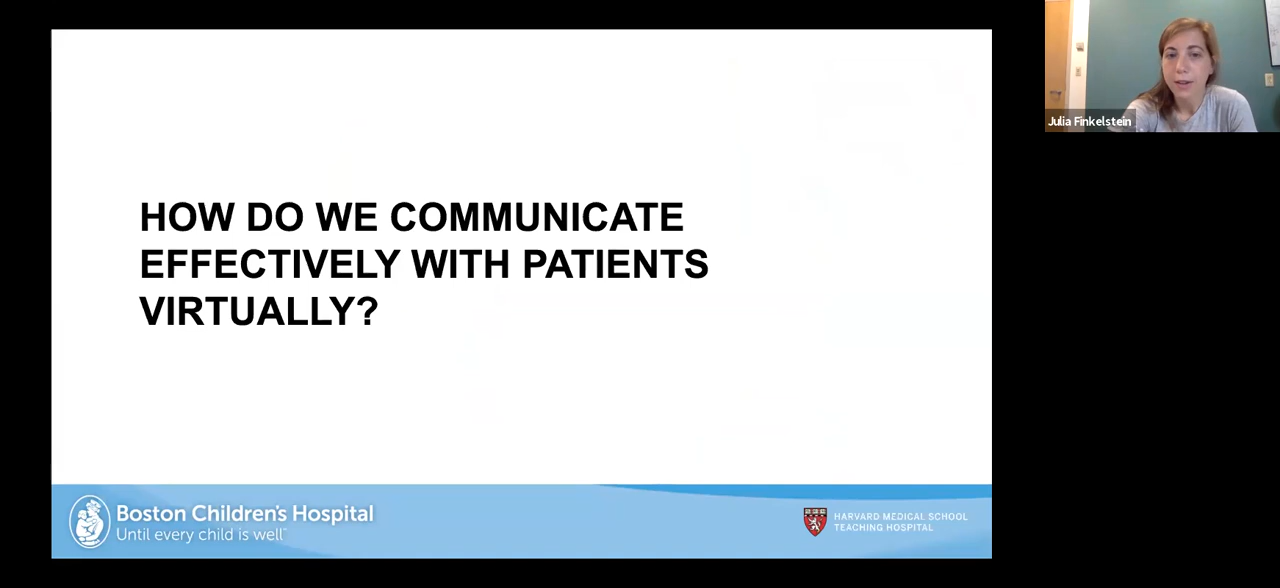 HOW DO WE COMMUNICATE
EFFECTIVELY WITH PATIENTS
VIRTUALLY?
Boston Children's Hospital
Until every child is well™
HARVARD MEDICAL SCHOOL
TEACHING HOSPITAL
Julia Finkelstein